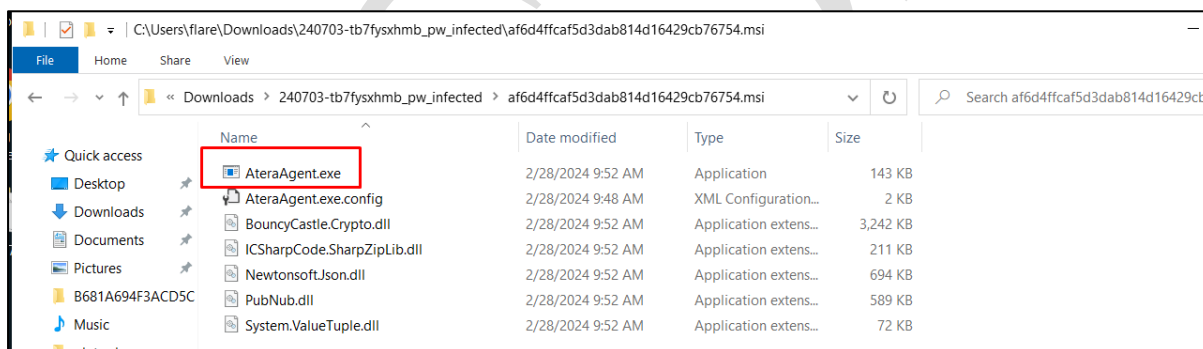 C:\Users\flare\Downloads\240703-tb7fysxhmb_pw_infected\af6d4ffcaf5d3dab814d16429cb76754.msi
File Home Share View
« Downloads > 240703-tb7fysxhmb_pw_infected > af6d4ffcaf5d3dab814d16429cb76754.msi Search af6d4ffcaf5d3dab814d16429cb
Name Date modified Type Size
Quick access
AteraAgent.exe 2/28/2024 9:52 AM Application 143 KB
Desktop
AteraAgent.exe.config 2/28/2024 9:48 AM XML Configuration... 2 KB
Downloads
BouncyCastle.Crypto.dll 2/28/2024 9:52 AM Application extens... 3,242 KB
Documents
ICSharpCode.SharpZipLib.dll 2/28/2024 9:52 AM Application extens... 211 KB
Pictures
Newtonsoft.Json.dll 2/28/2024 9:52 AM Application extens... 694 KB
B681A694F3ACD5C
PubNub.dll 2/28/2024 9:52 AM Application extens... 589 KB
Music
System.ValueTuple.dll 2/28/2024 9:52 AM Application extens... 72 KB